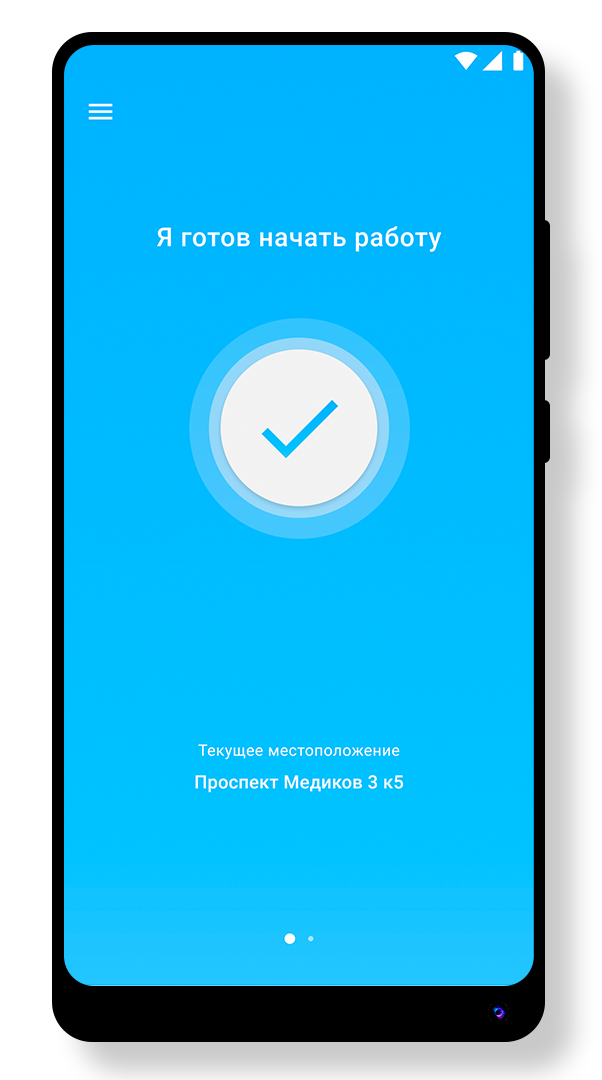 Я готов начать работу
Текущее местоположение
Проспект Медиков 3 к5